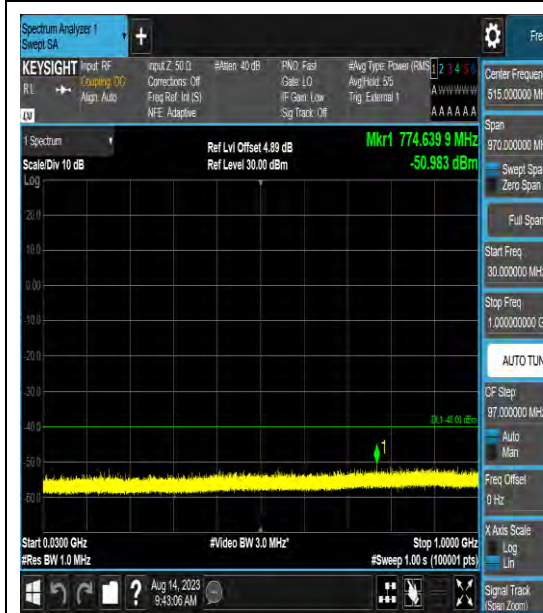 Spectrum Analyzer 1
Swept SA
Fre
KEYSIGHT
Input: RF
Coupling: DC
Align: Auto
Input Z: 50 Ω
Corrections: Off
Freq Ref: Int (S)
NFE: Adaptive
#Atten: 40 dB
PNO: Fast
Gate: LO
IF Gain: Low
Sig Track: Off
#Avg Type: Power (RMS
Avg|Hold: 5/5
Trig: External 1
1 2 3 4 5 6
A W W W W W
A A A A A A
R L
LV
1 Spectrum
Scale/Div 10 dB
Log
Ref Lvl Offset 4.89 dB
Ref Level 30.00 dBm
Mkr1 774.639 9 MHz
-50.983 dBm
20.0
10.0
0.00
-10.0
-20.0
-30.0
-40.0
-50.0
-60.0
1
Start 0.0300 GHz
#Res BW 1.0 MHz
#Video BW 3.0 MHz*
Stop 1.0000 GHz
#Sweep 1.00 s (100001 pts)
Center Frequen
515.000000 MH
Span
970.000000 MH
Swept Spa
Zero Span
Full Span
Start Freq
30.000000 MHz
Stop Freq
1.000000000 G
AUTO TUN
CF Step
97.000000 MHz
Auto
Man
Freq Offset
0 Hz
X Axis Scale
Log
Lin
Signal Track
(Span Zoom)
?
Aug 14, 2023
9:43:06 AM